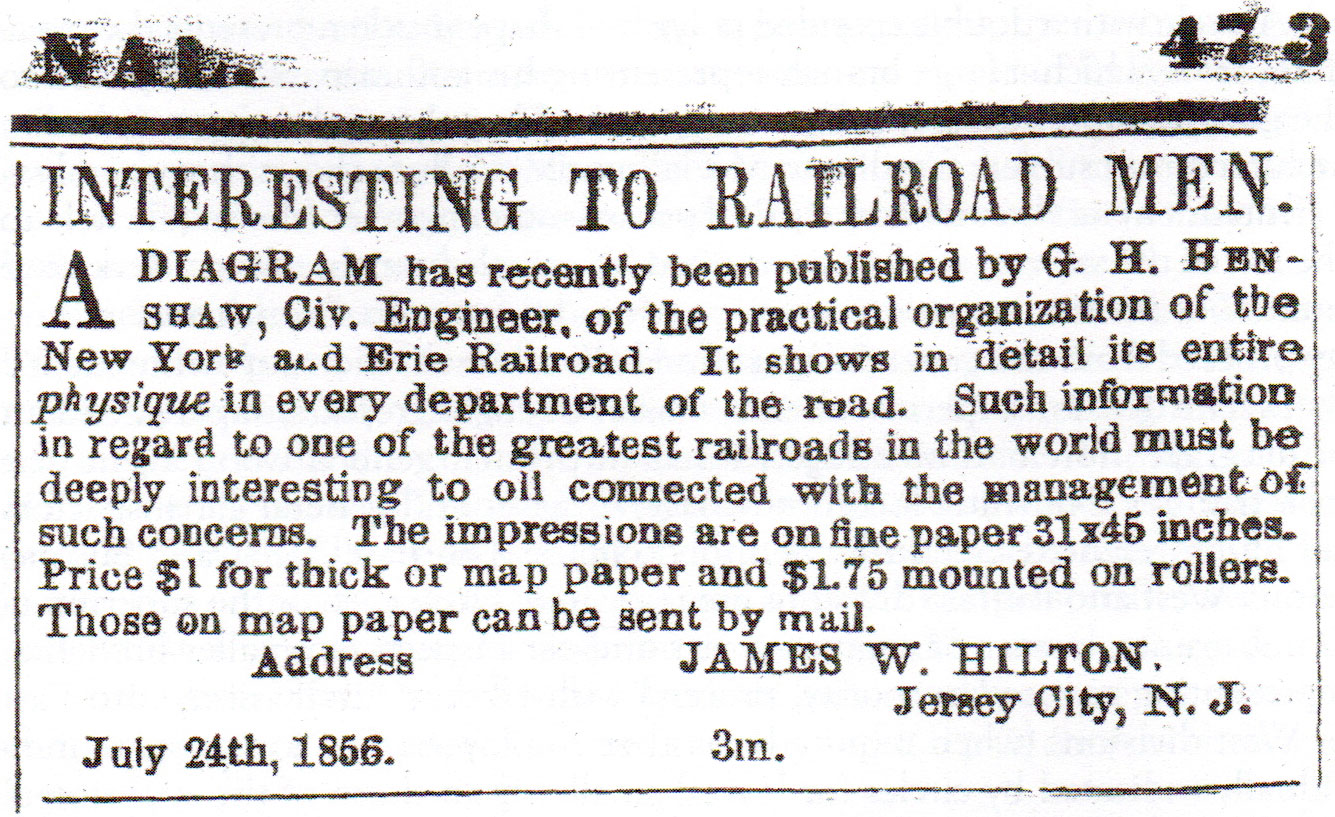 NAL. 473
INTERESTING TO RAILROAD MEN.
A DIAGRAM has recently been published by G. H. HEN-
SHAW, Civ. Engineer, of the practical organization of the
New York and Erie Railroad. It shows in detail its entire
physique in every department of the road. Such information
in regard to one of the greatest railroads in the world must be
deeply interesting to oll connected with the management of
such concerns. The impressions are on fine paper 31x45 inches.
Price $1 for thick or map paper and $1.75 mounted on rollers.
Those on map paper can be sent by mail.
Address JAMES W. HILTON.
Jersey City, N. J.
July 24th, 1856. 3m.